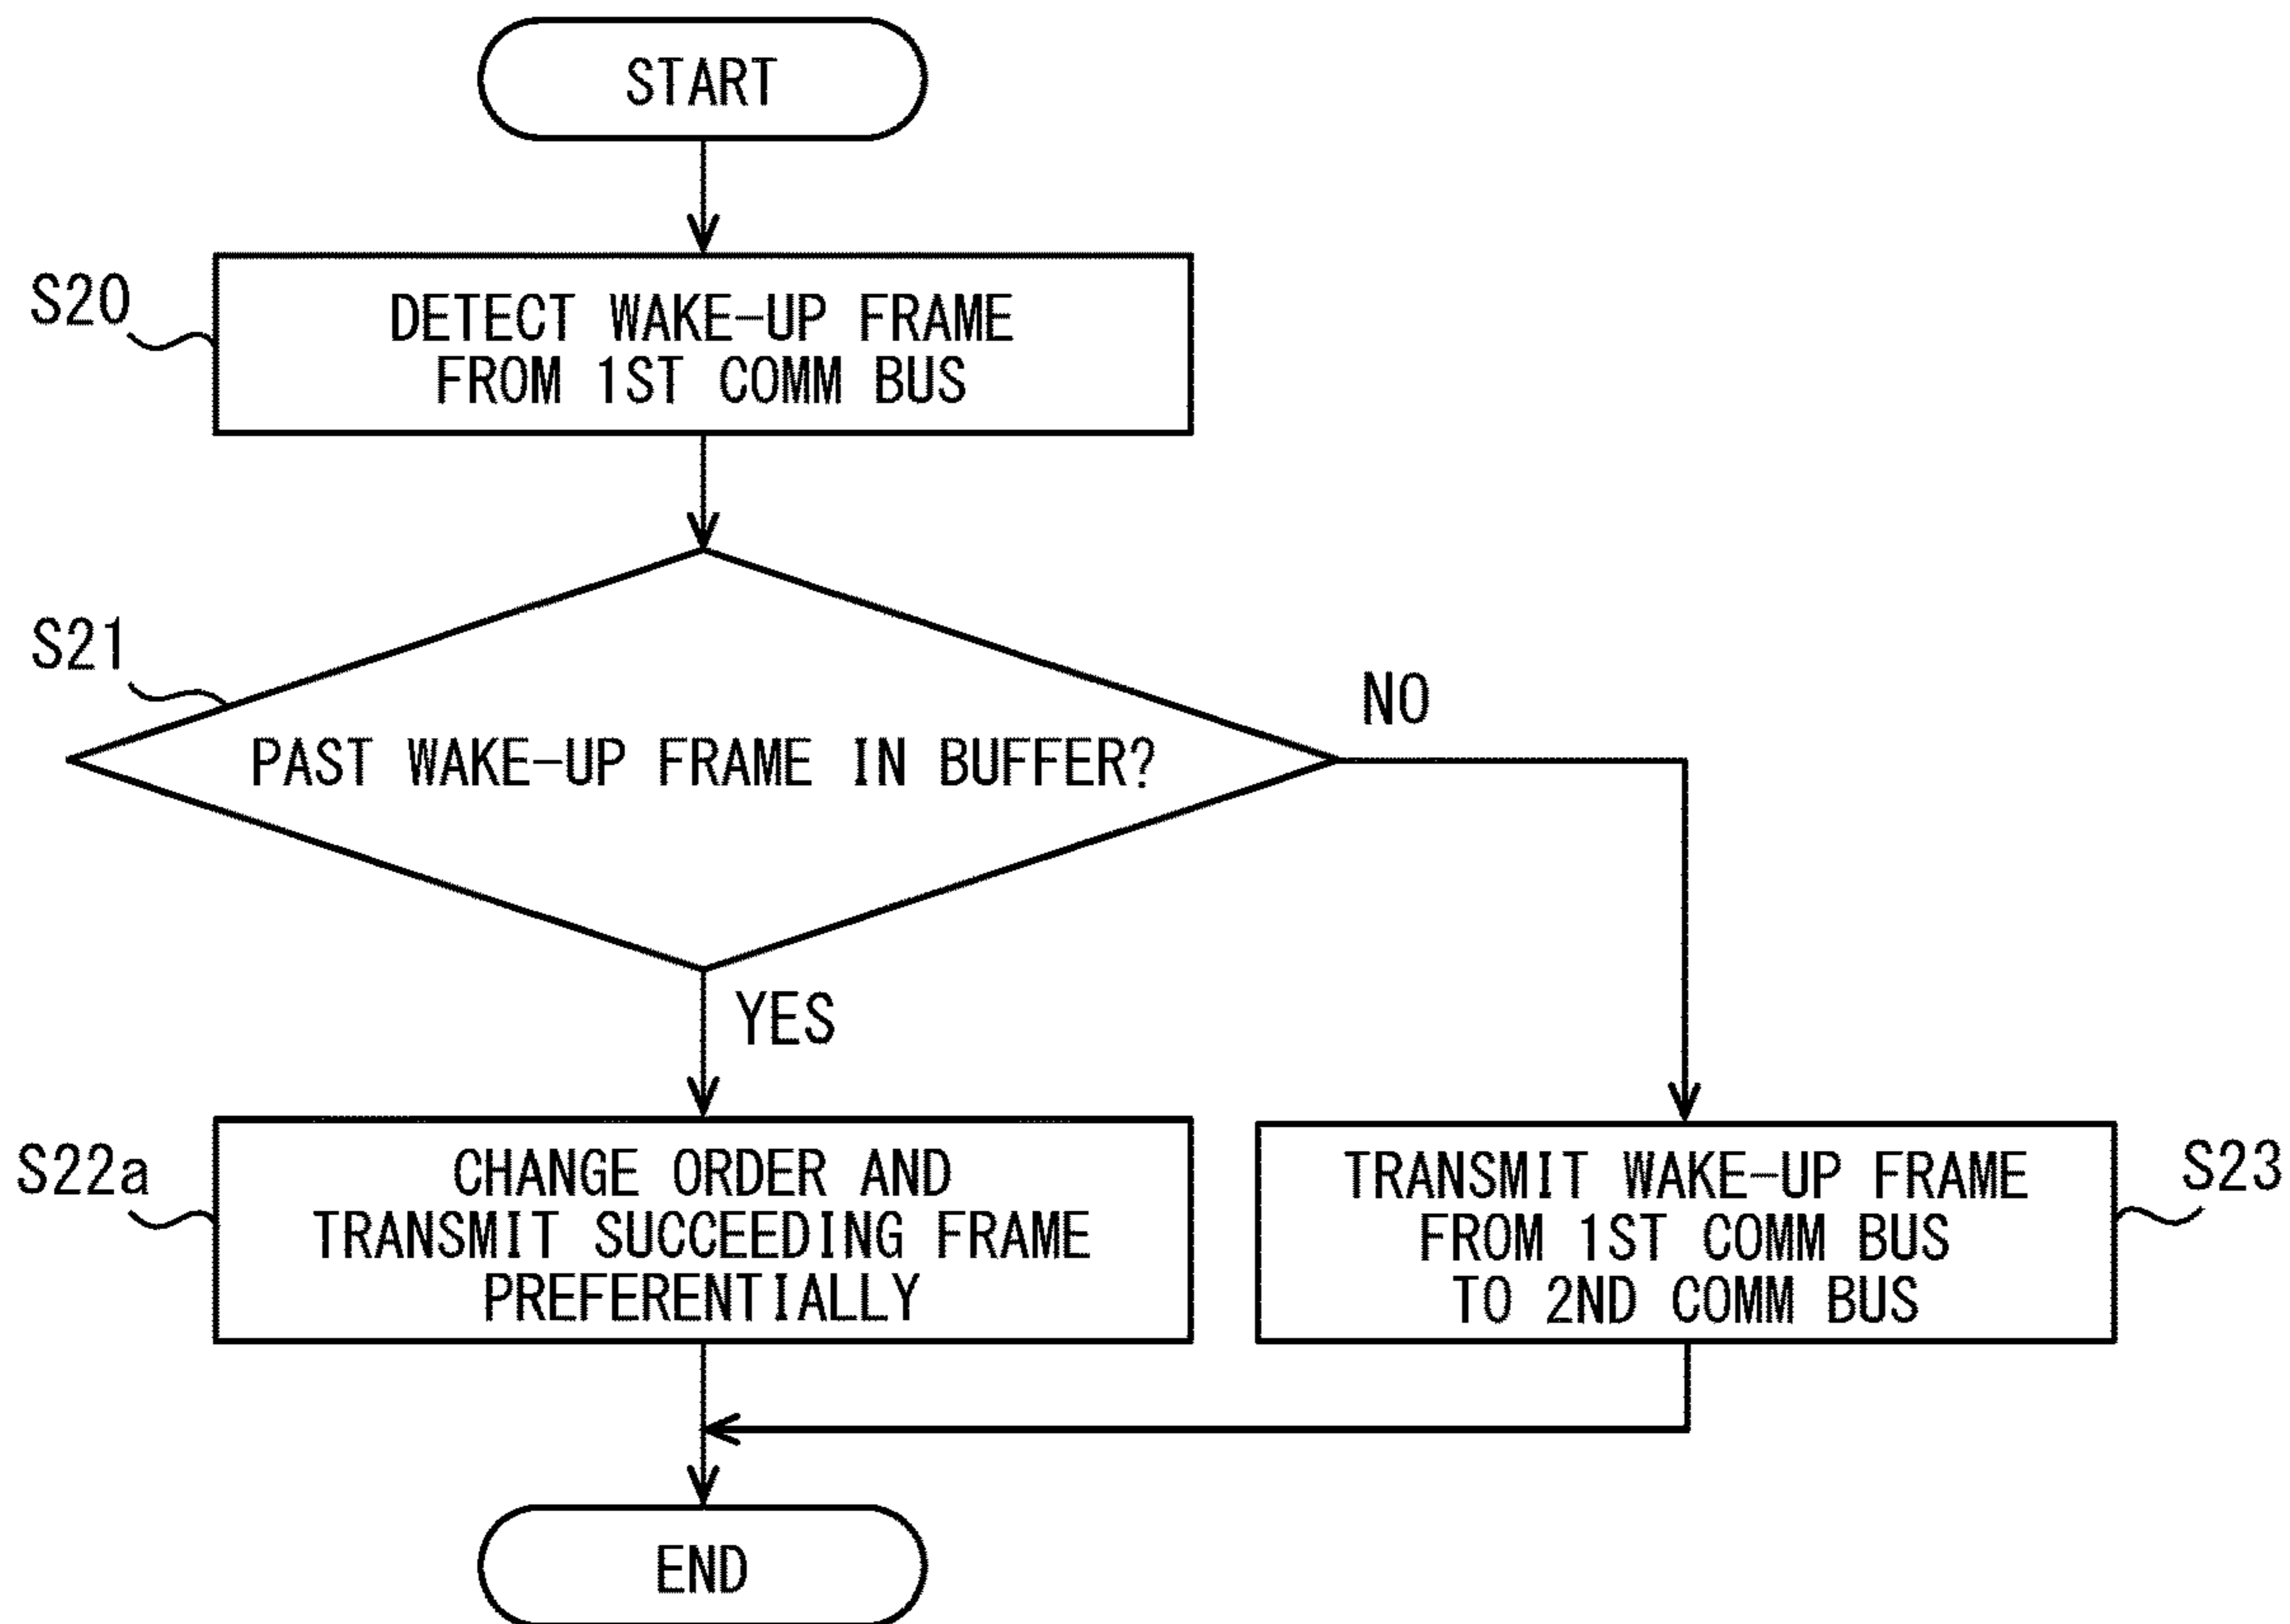 START
S20
DETECT WAKE-UP FRAME
FROM 1ST COMM BUS
S21
PAST WAKE-UP FRAME IN BUFFER?
NO
YES
S22a
CHANGE ORDER AND
TRANSMIT SUCCEEDING FRAME
PREFERENTIALLY
TRANSMIT WAKE-UP FRAME
FROM 1ST COMM BUS
TO 2ND COMM BUS
S23
END